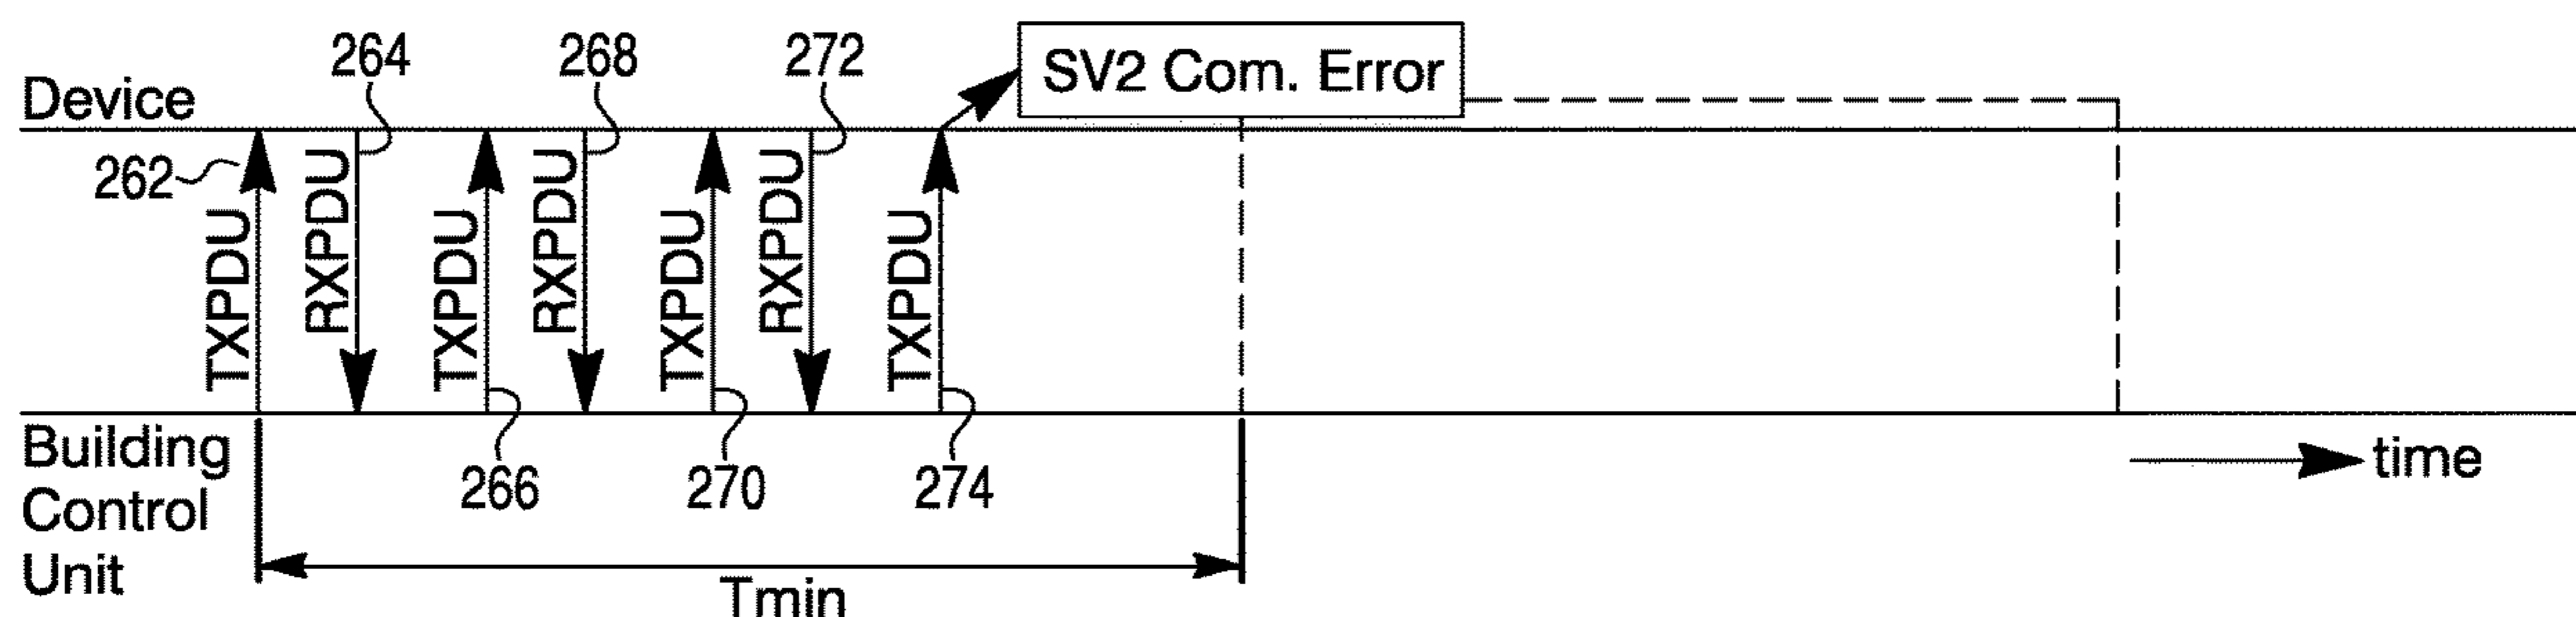 264
268
272
SV2 Com. Error
Device
262
TXPDU
RXPDU
TXPDU
RXPDU
TXPDU
RXPDU
TXPDU
Building
Control
Unit
266
270
274
time
Tmin